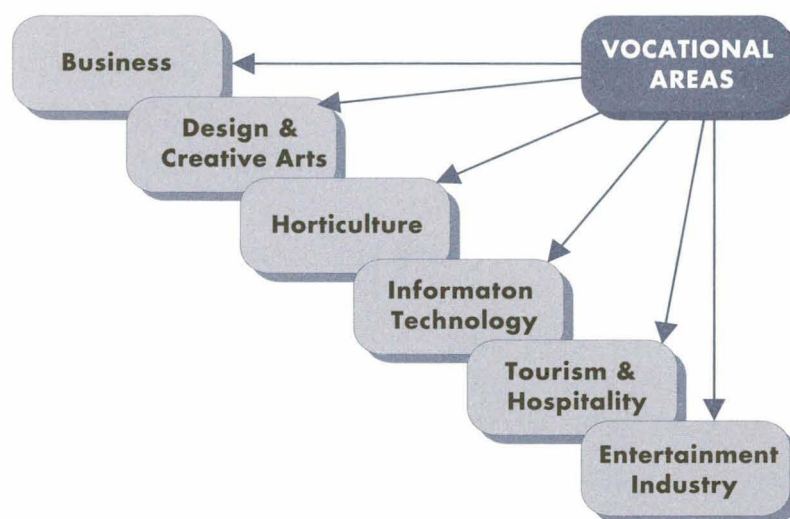 VOCATIONAL
AREAS
Business
Design &
Creative Arts
Horticulture
Informaton
Technology
Tourism &
Hospitality
Entertainment
Industry